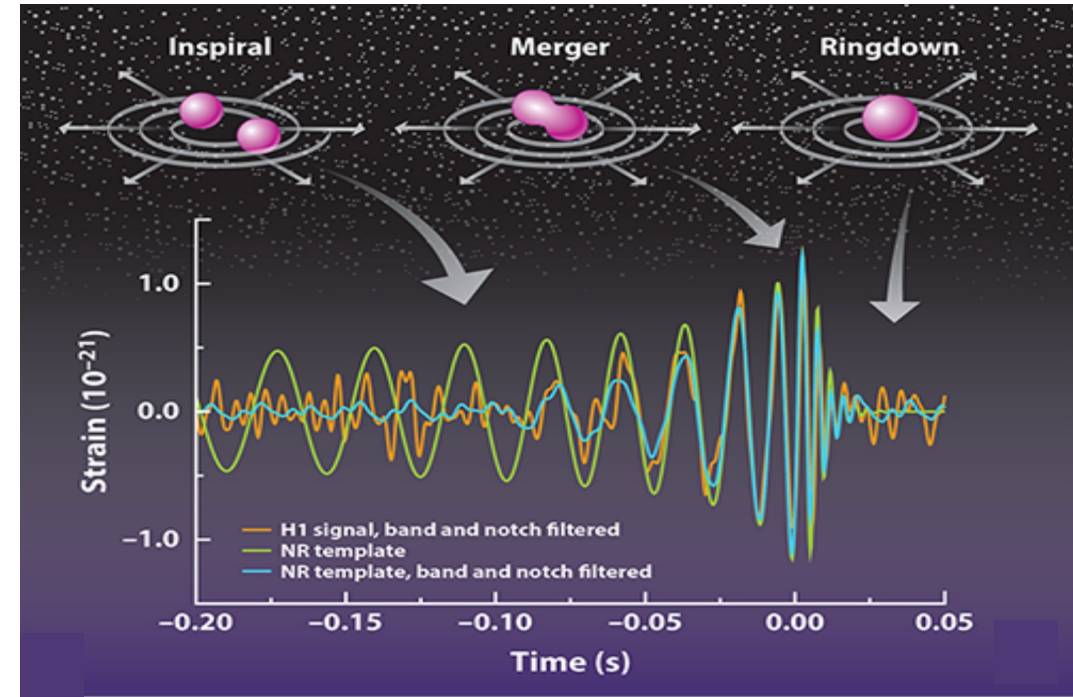 Inspiral
Merger
Ringdown
1.0
0.0
−1.0
Strain (10⁻²¹)
H1 signal, band and notch filtered
NR template
NR template, band and notch filtered
−0.20
−0.15
−0.10
−0.05
0.00
0.05
Time (s)